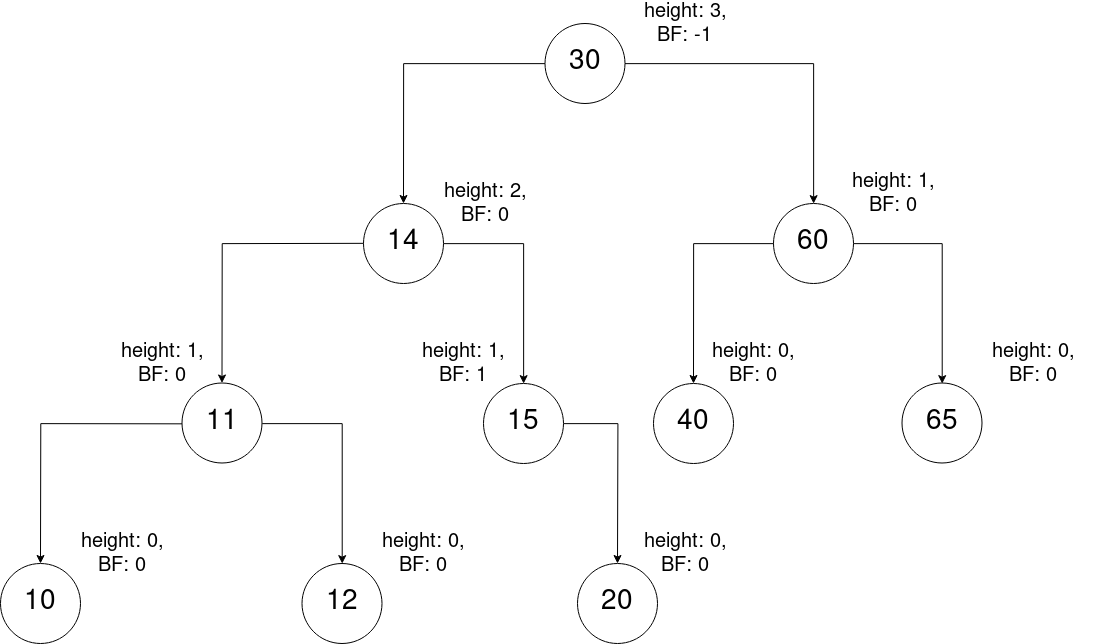 height: 3,
BF: -1
30
height: 2,
BF: 0
14
height: 1,
BF: 0
60
height: 1,
BF: 0
11
height: 1,
BF: 1
15
height: 0,
BF: 0
40
height: 0,
BF: 0
65
height: 0,
BF: 0
10
height: 0,
BF: 0
12
height: 0,
BF: 0
20